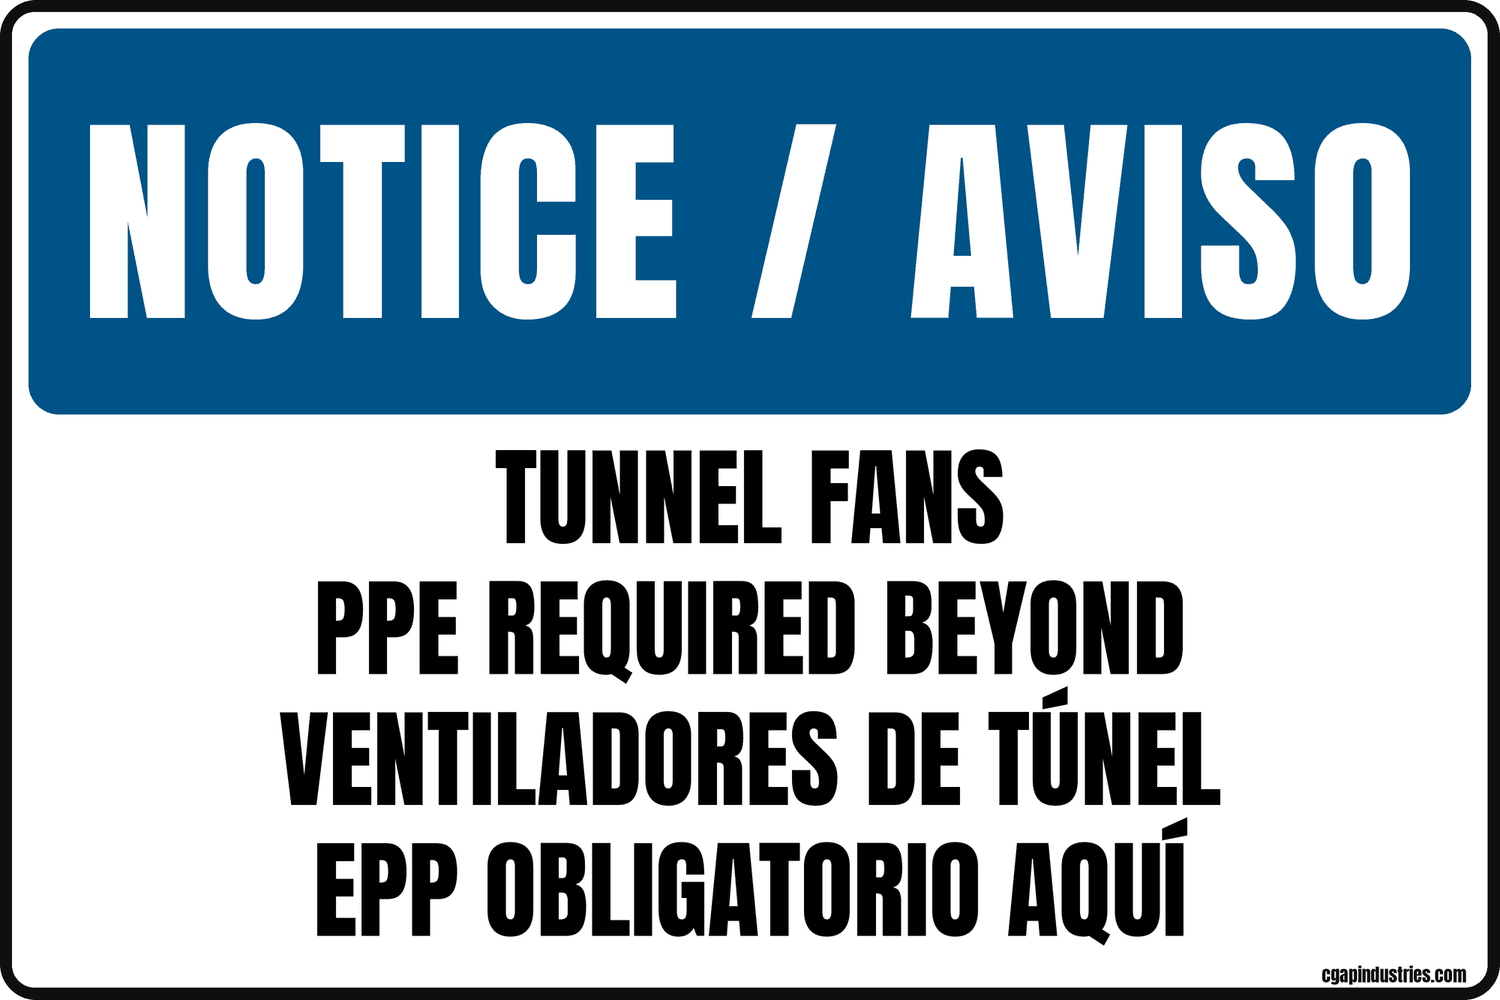 NOTICE / AVISO
TUNNEL FANS
PPE REQUIRED BEYOND
VENTILADORES DE TÚNEL
EPP OBLIGATORIO AQUÍ
cgapindustries.com